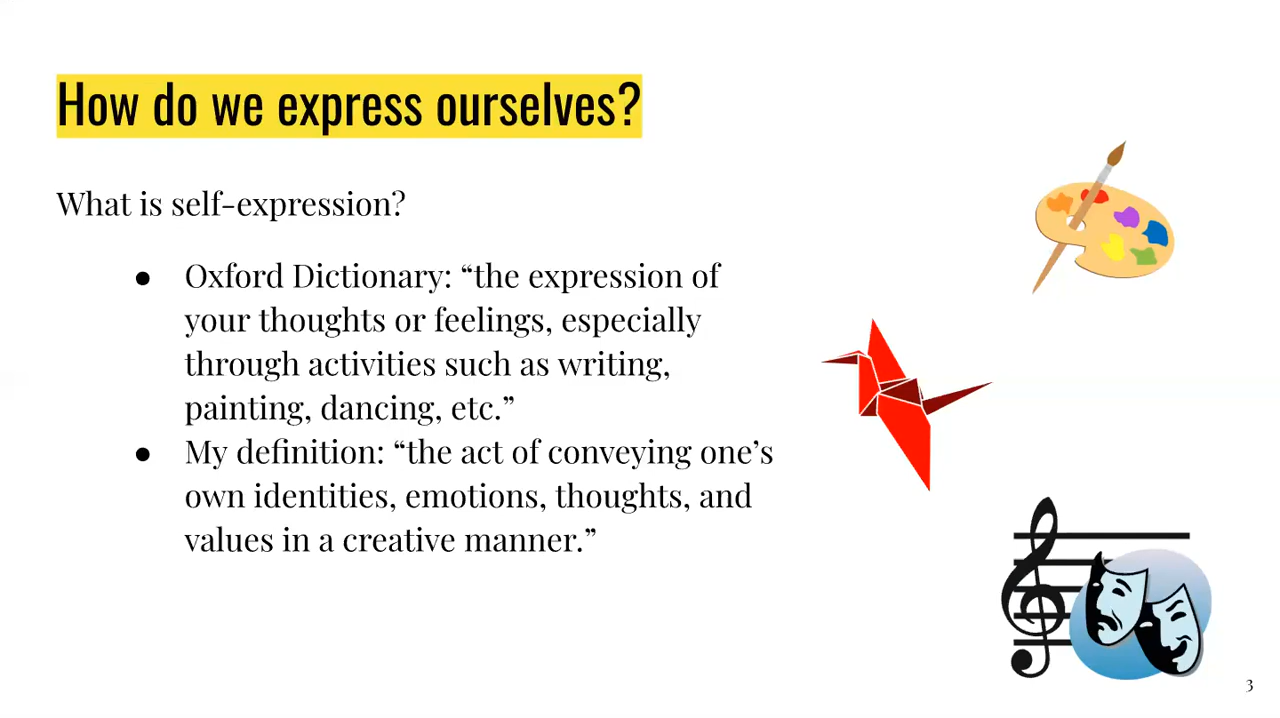 How do we express ourselves?
What is self-expression?
● Oxford Dictionary: “the expression of
your thoughts or feelings, especially
through activities such as writing,
painting, dancing, etc.”
● My definition: “the act of conveying one’s
own identities, emotions, thoughts, and
values in a creative manner.”
3